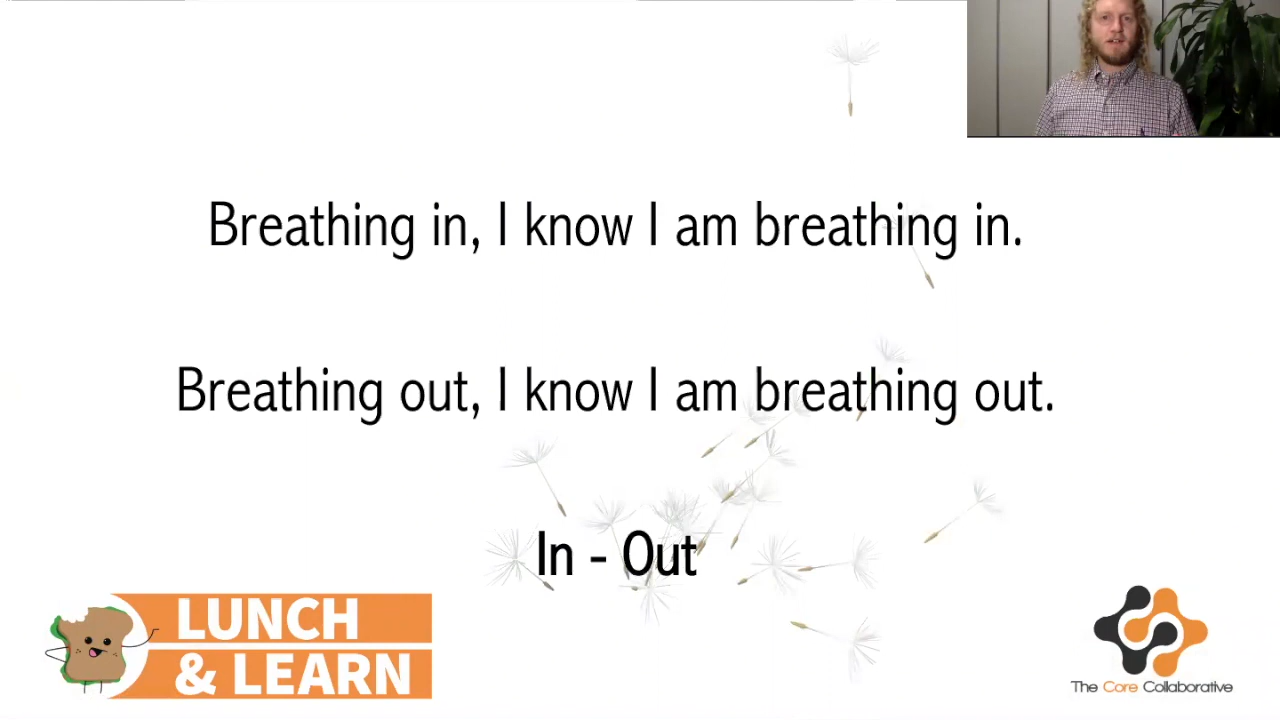 Breathing in, I know I am breathing in.
Breathing out, I know I am breathing out.
In - Out
LUNCH
& LEARN
The Core Collaborative